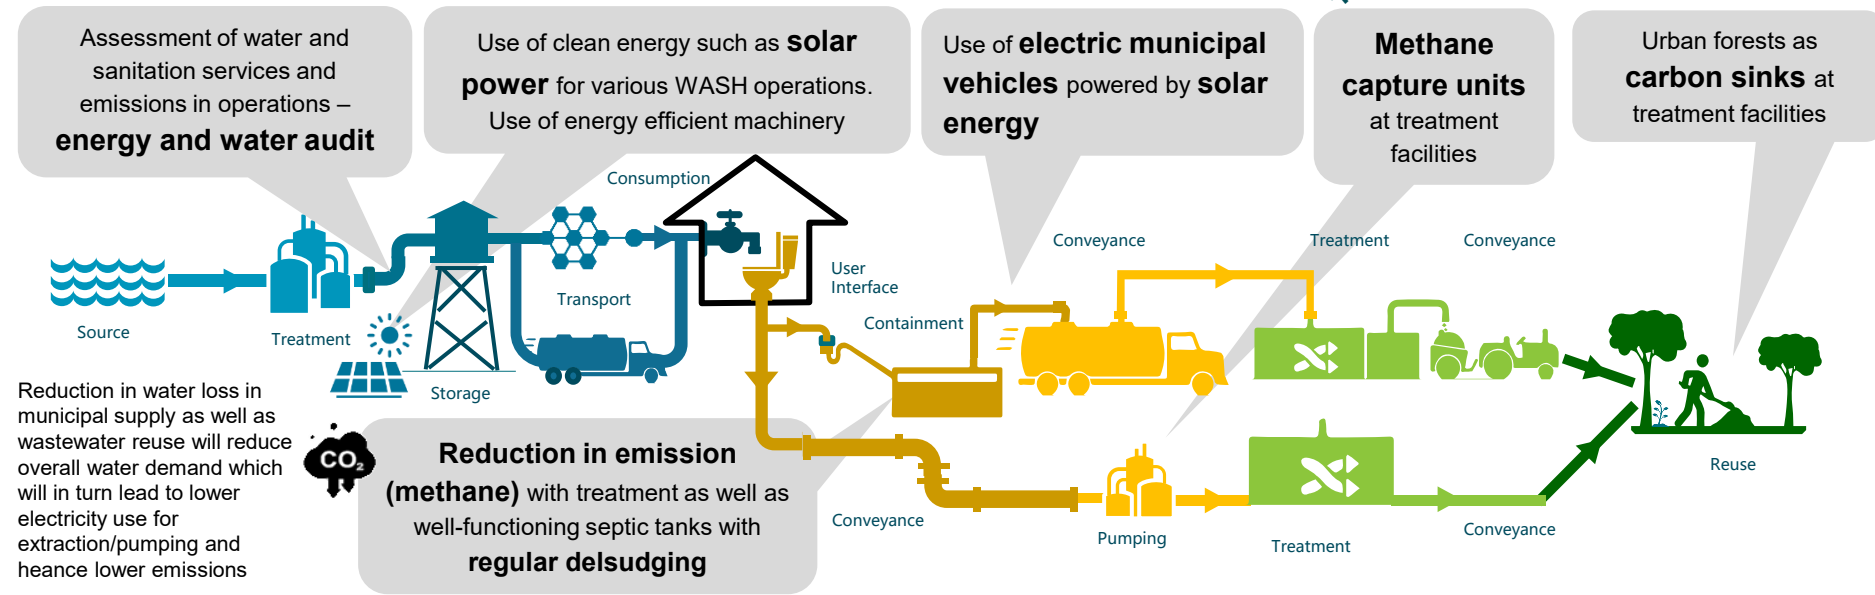 Assessment of water and
sanitation services and
emissions in operations –
energy and water audit
Use of clean energy such as solar
power for various WASH operations.
Use of energy efficient machinery
Use of electric municipal
vehicles powered by solar
energy
Methane
capture units
at treatment
facilities
Urban forests as
carbon sinks at
treatment facilities
Consumption
Conveyance
Treatment
Conveyance
User
Interface
Transport
Containment
Source
Treatment
Storage
Reduction in water loss in
municipal supply as well as
wastewater reuse will reduce
overall water demand which
will in turn lead to lower
electricity use for
extraction/pumping and
heance lower emissions
CO2
Reduction in emission
(methane) with treatment as well as
well-functioning septic tanks with
regular delsudging
Conveyance
Pumping
Treatment
Conveyance
Reuse